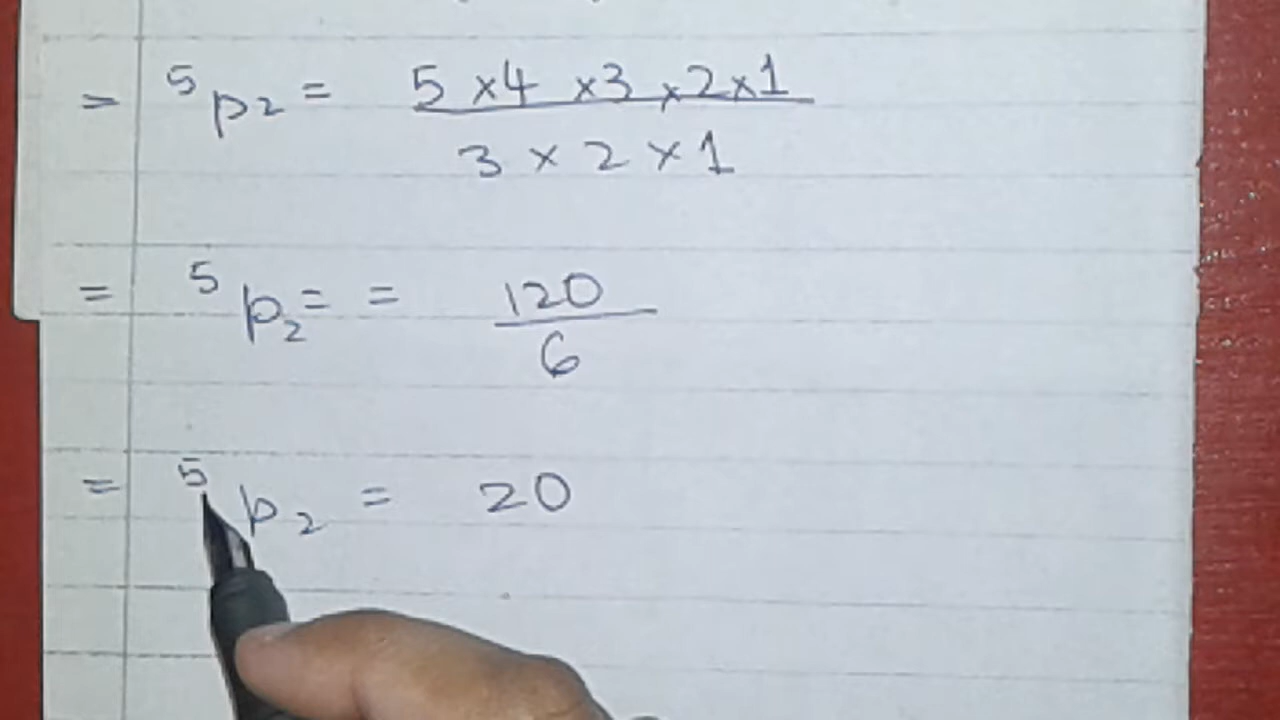 = ⁵p₂ = 5 ×4 ×3 ×2×1
3 × 2 × 1
= ⁵p₂= = 120
6
= ⁵p₂ = 20